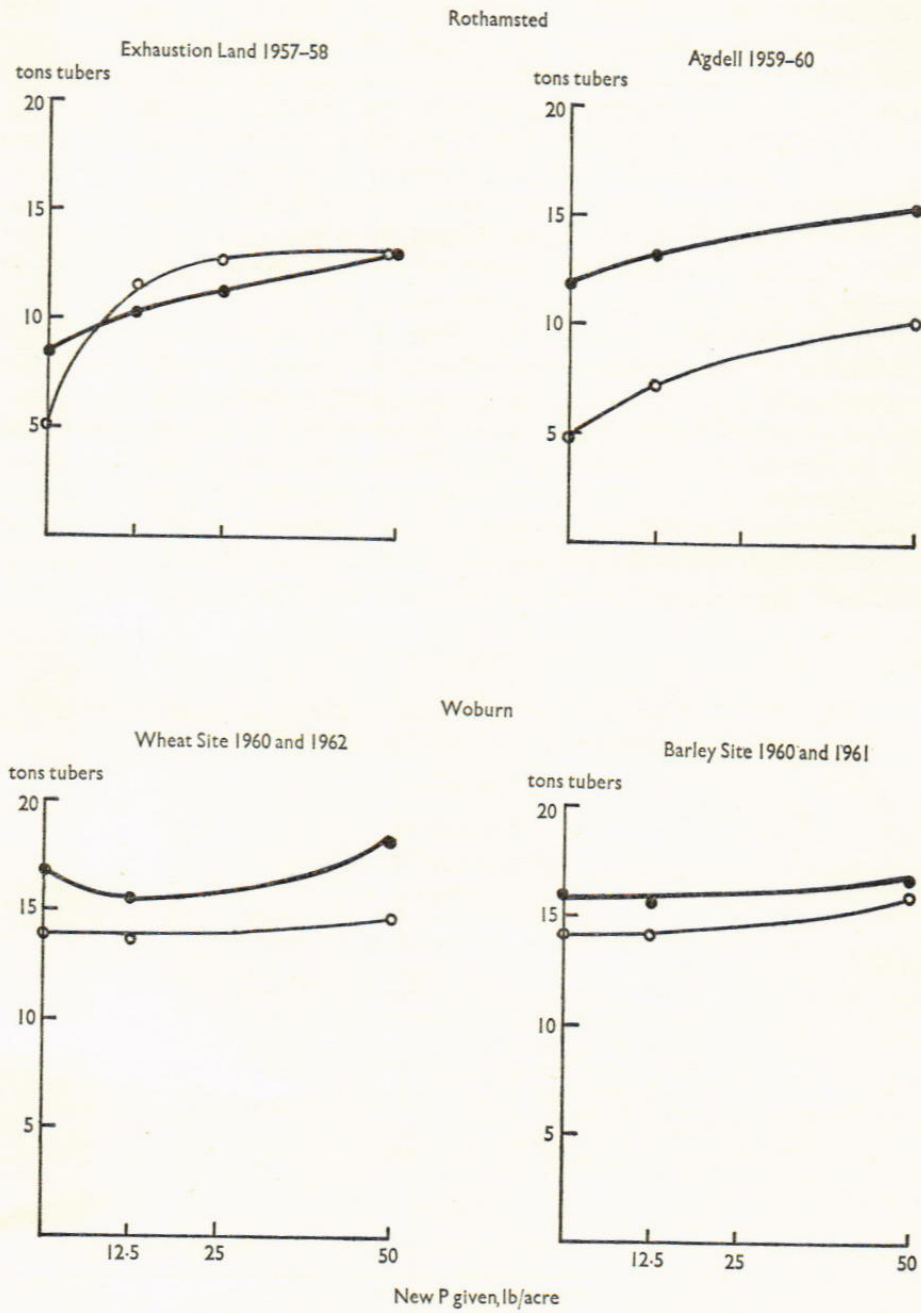 Rothamsted
Exhaustion Land 1957–58
tons tubers
20
15
10
5
Agdell 1959–60
tons tubers
20
15
10
5
Woburn
Wheat Site 1960 and 1962
tons tubers
20
15
10
5
12·5 25 50
Barley Site 1960 and 1961
tons tubers
20
15
10
5
12·5 25 50
New P given, lb/acre